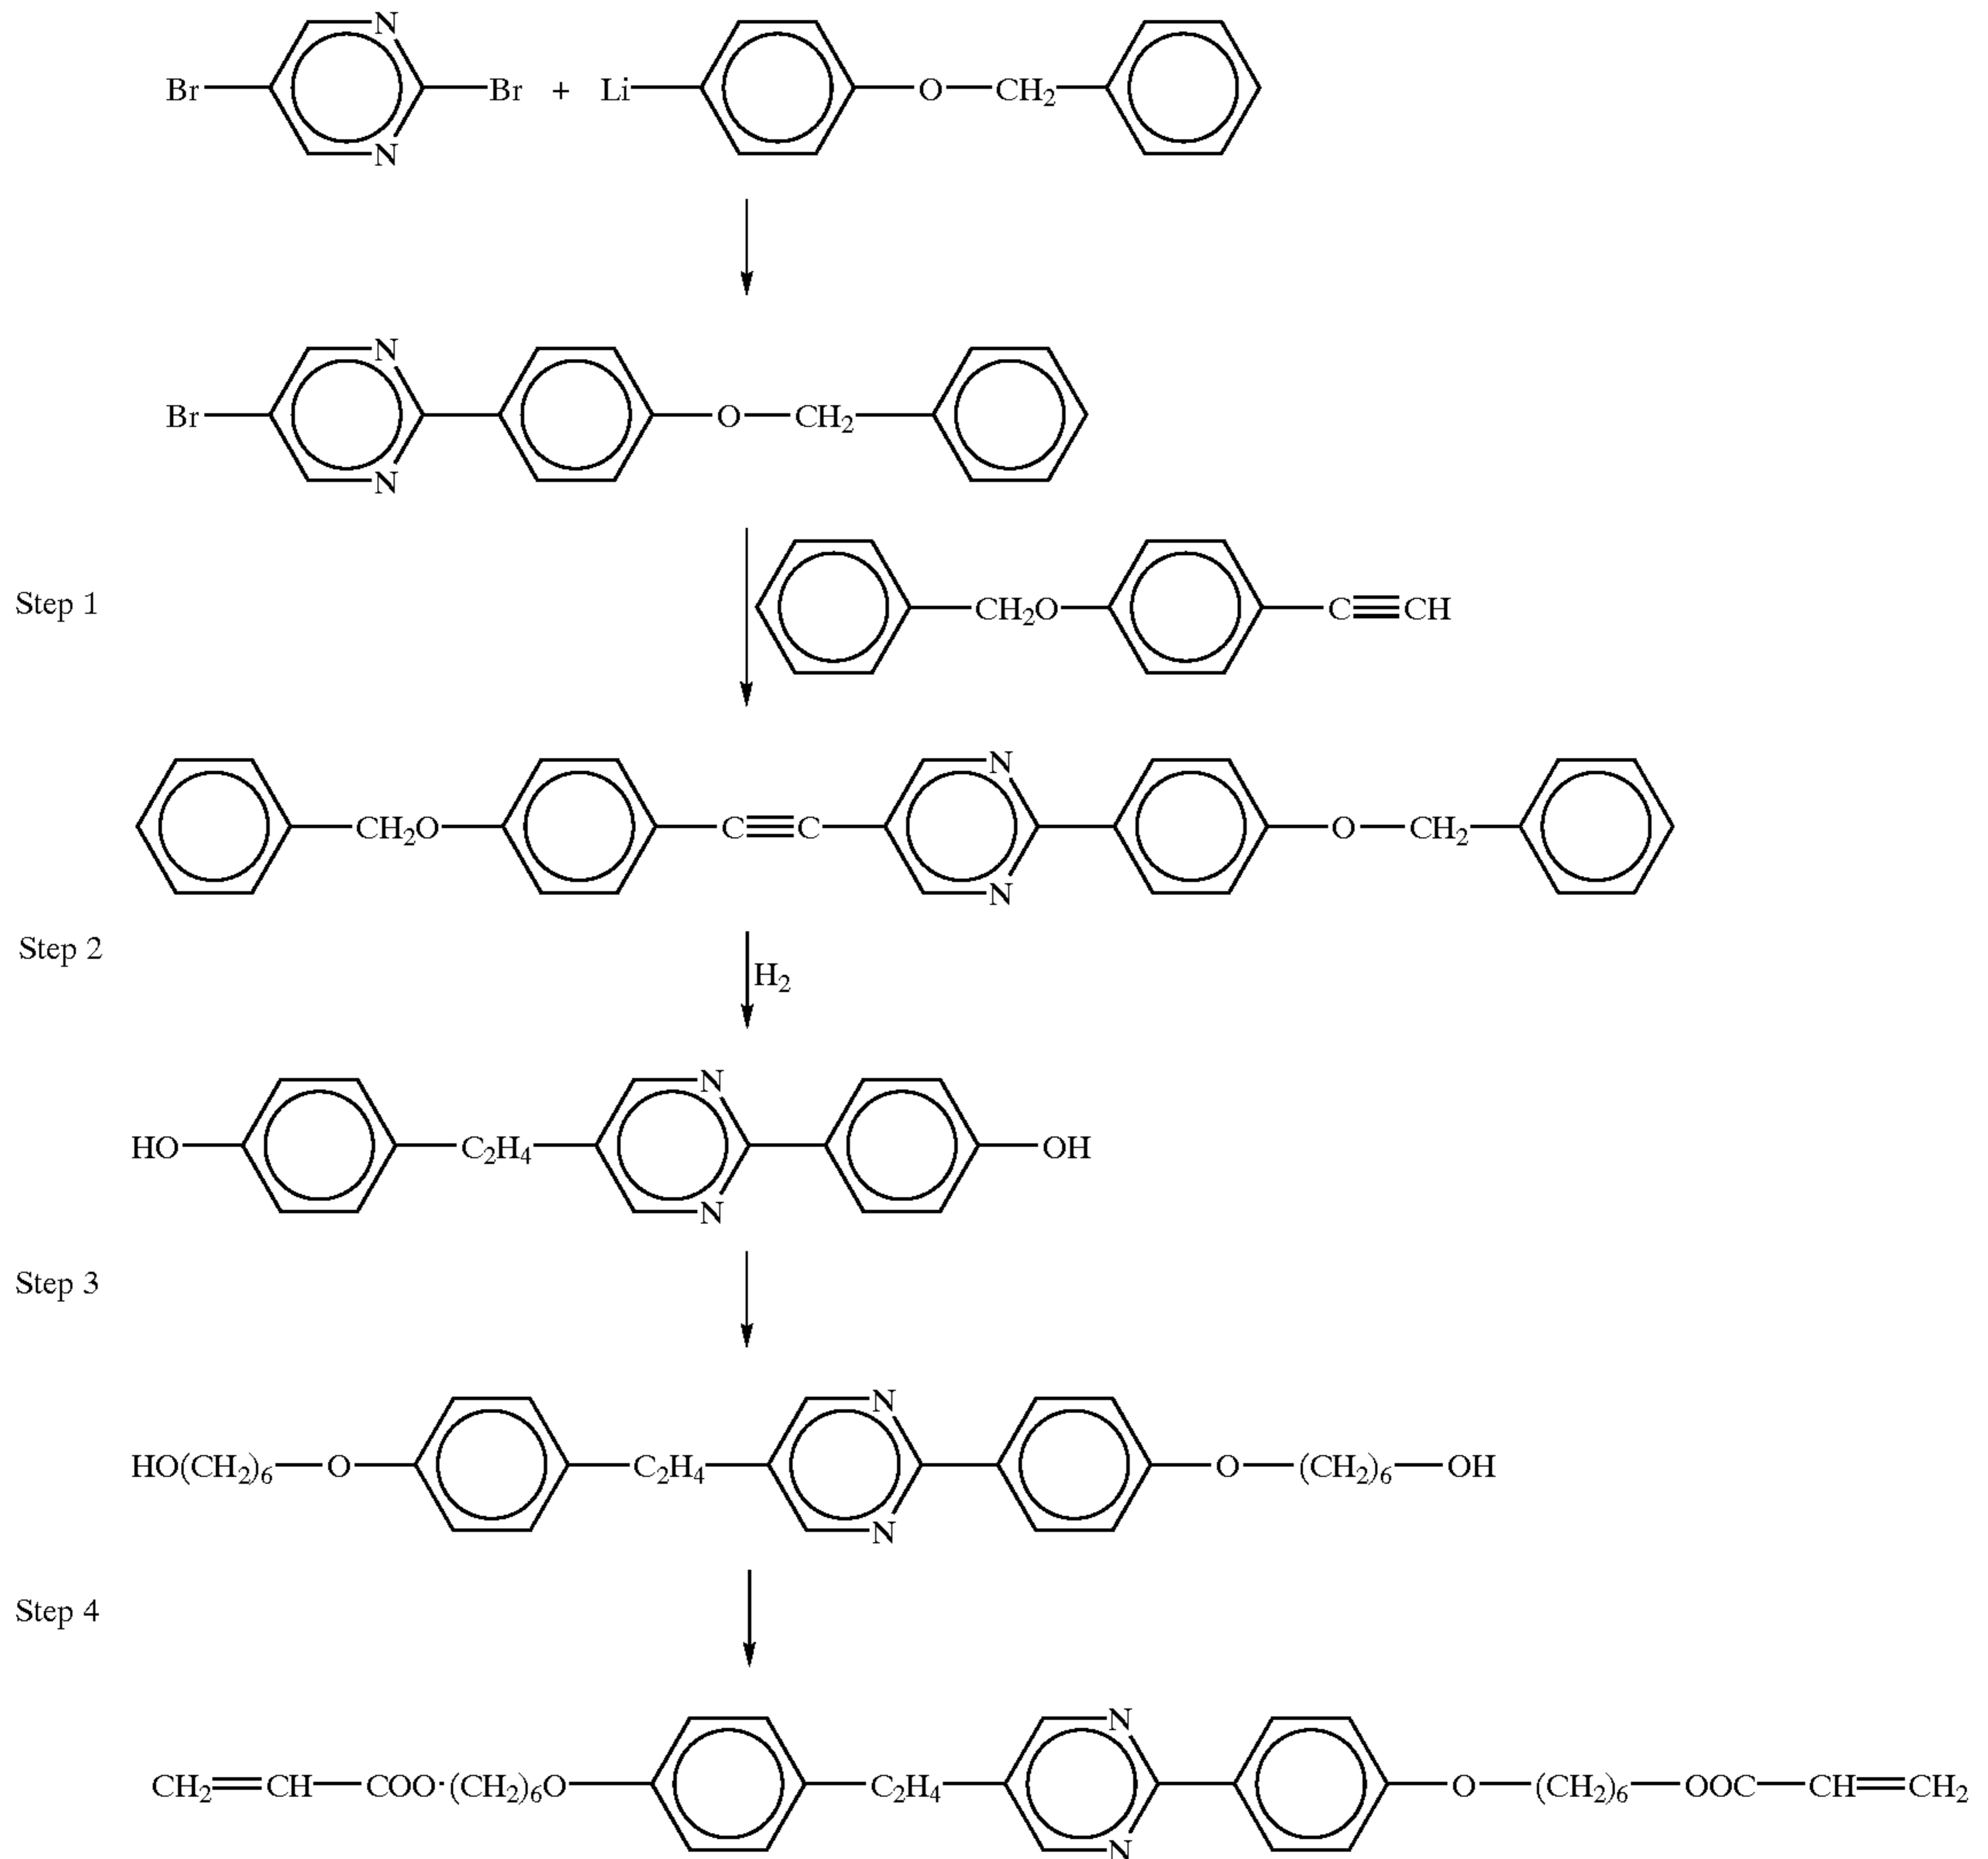 N
Br Br + Li O CH₂
N
N
Br O CH₂
N
Step 1 CH₂O C CH
N
CH₂O C C O CH₂
N
Step 2
H₂
N
HO C₂H₄ OH
N
Step 3
N
HO(CH₂)₆ O C₂H₄ O (CH₂)₆ OH
N
Step 4
N
CH₂ CH COO·(CH₂)₆O C₂H₄ O (CH₂)₆ OOC CH CH₂
N